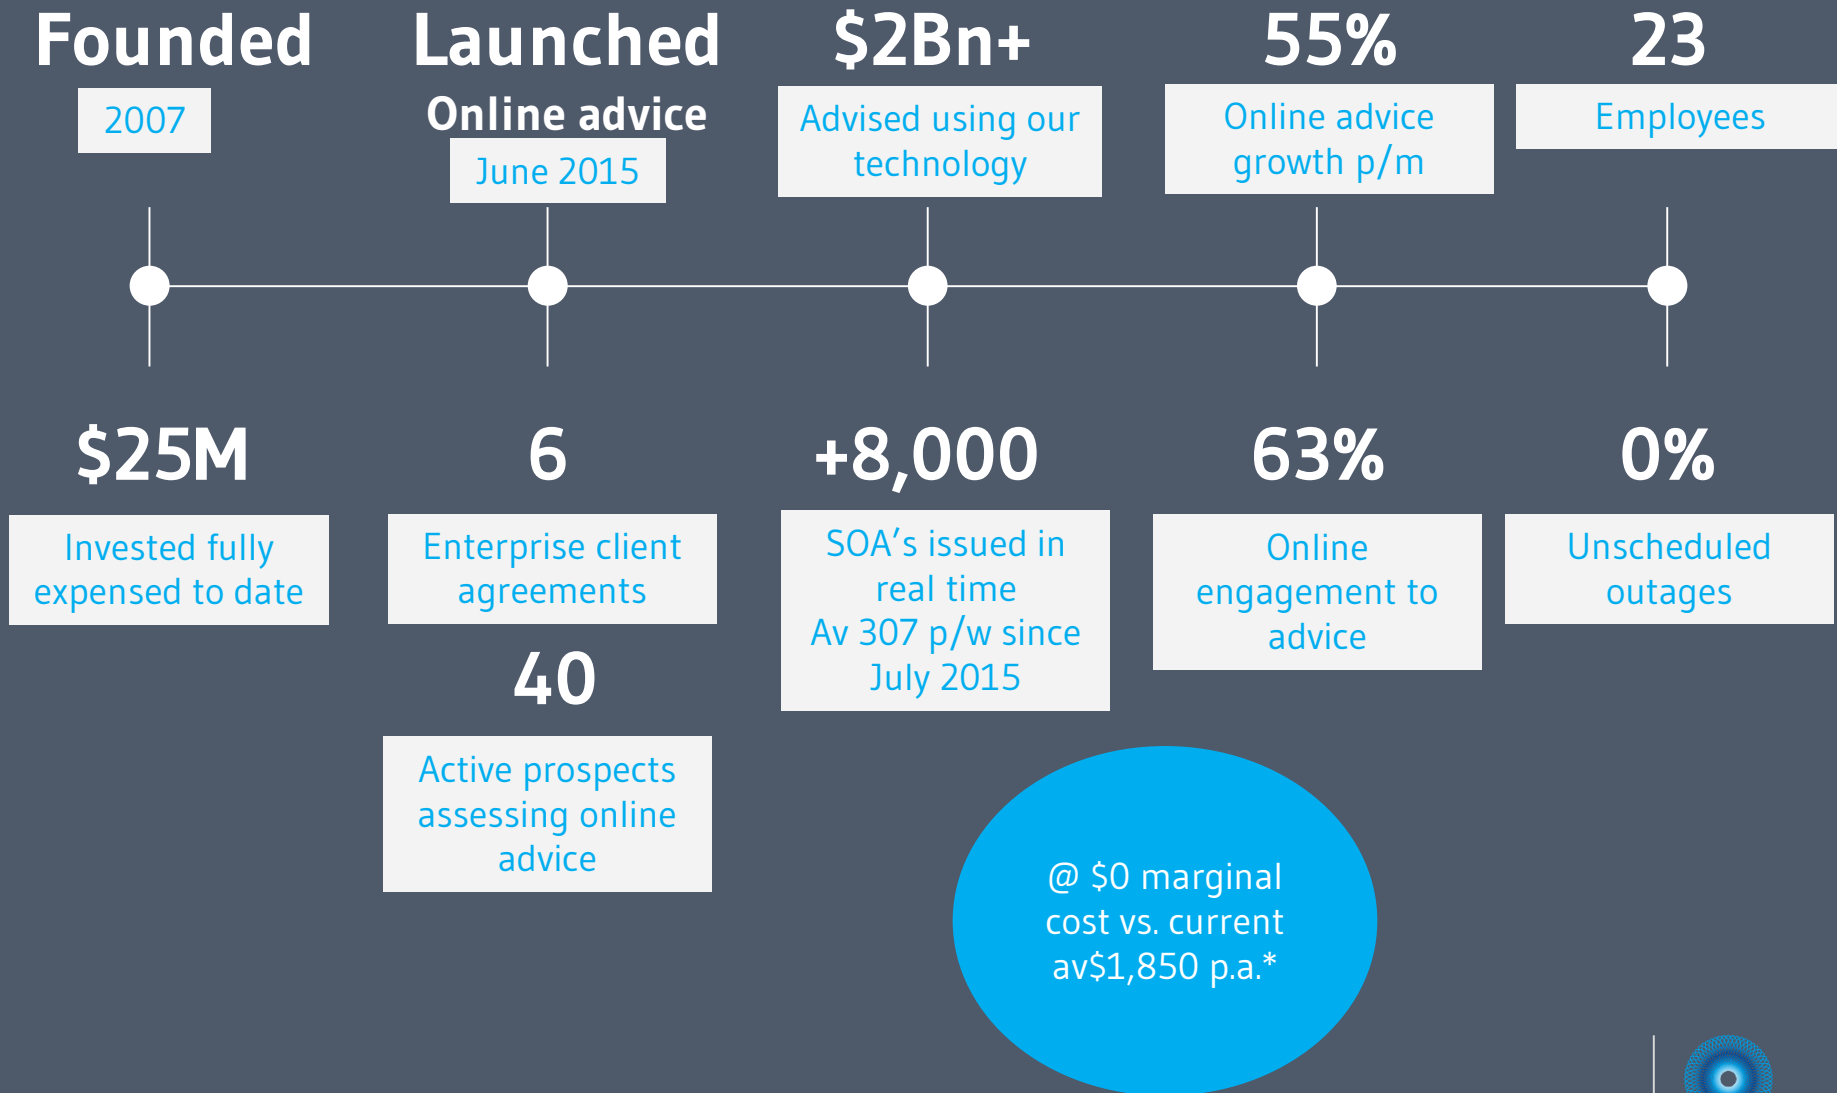 Founded
2007
Launched
Online advice
June 2015
$2Bn+
Advised using our
technology
55%
Online advice
growth p/m
23
Employees
$25M
Invested fully
expensed to date
6
Enterprise client
agreements
40
Active prospects
assessing online
advice
+8,000
SOA’s issued in
real time
Av 307 p/w since
July 2015
63%
Online
engagement to
advice
0%
Unscheduled
outages
@ $0 marginal
cost vs. current
av$1,850 p.a.*